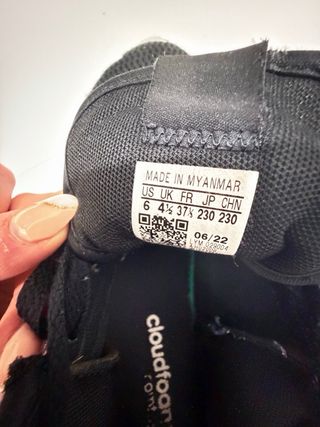 MADE IN MYANMAR
US UK FR JP CHN
6 4½ 37⅓ 230 230
06/22
cloudfoam